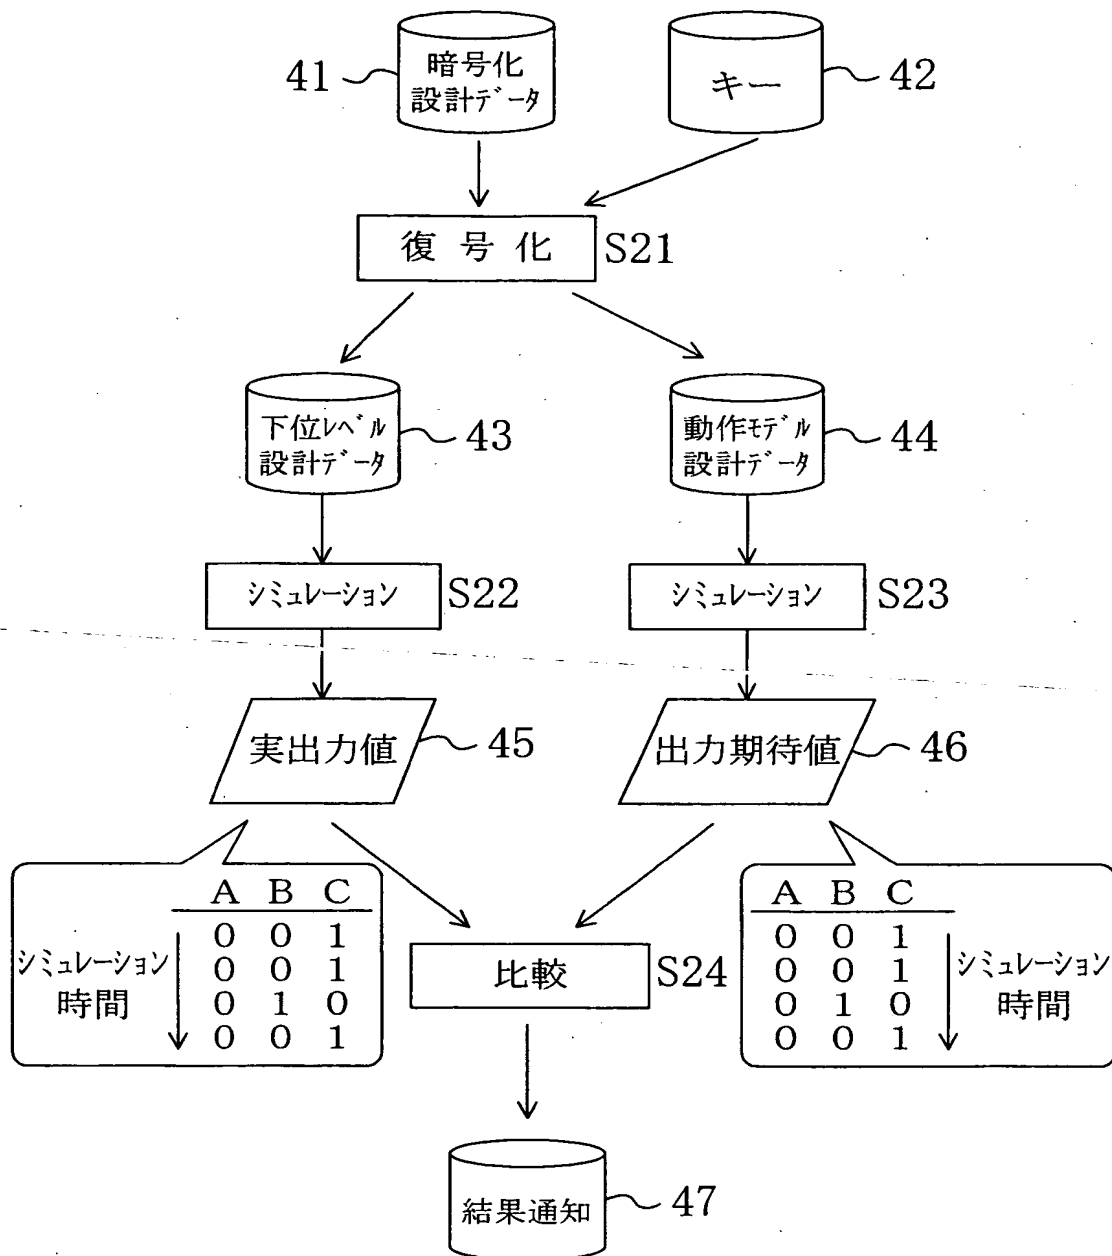 暗号化
設計データ
41
キー
42
復号化
S21
下位レベル
設計データ
43
動作モデル
設計データ
44
シミュレーション
S22
シミュレーション
S23
実出力値
45
出力期待値
46
A B C
0 0 1
0 0 1
0 1 0
0 0 1
シミュレーション
時間
比較
S24
A B C
0 0 1
0 0 1
0 1 0
0 0 1
シミュレーション
時間
結果通知
47